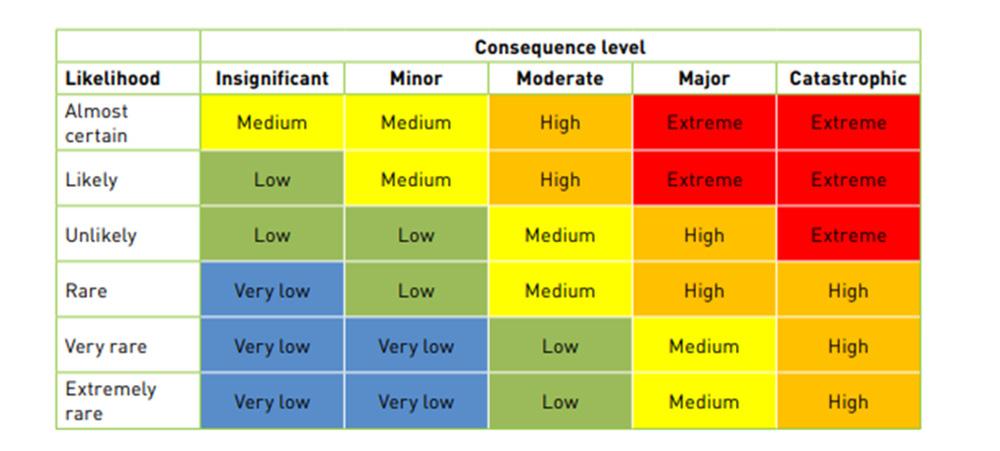 Consequence level
Likelihood Insignificant Minor Moderate Major Catastrophic
Almost
certain Medium Medium High Extreme Extreme
Likely Low Medium High Extreme Extreme
Unlikely Low Low Medium High Extreme
Rare Very low Low Medium High High
Very rare Very low Very low Low Medium High
Extremely
rare Very low Very low Low Medium High